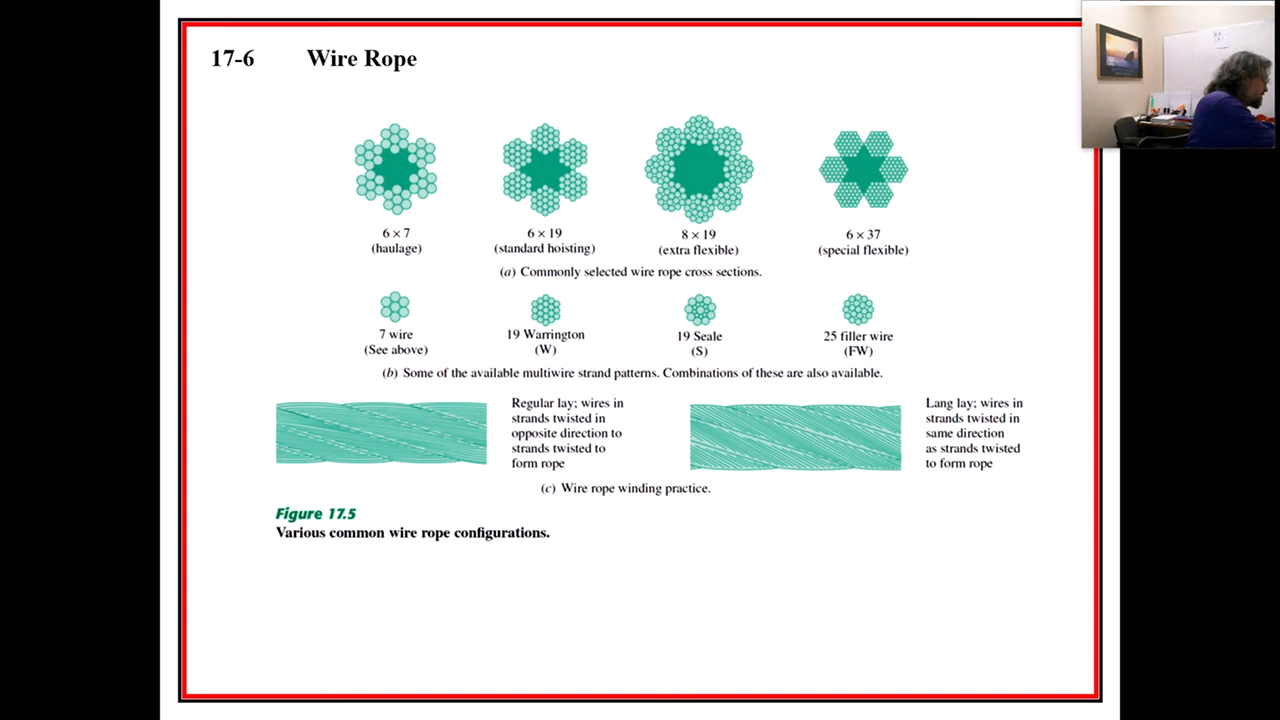 17-6 Wire Rope
6 × 7
(haulage)
6 × 19
(standard hoisting)
8 × 19
(extra flexible)
6 × 37
(special flexible)
(a) Commonly selected wire rope cross sections.
7 wire
(See above)
19 Warrington
(W)
19 Seale
(S)
25 filler wire
(FW)
(b) Some of the available multiwire strand patterns. Combinations of these are also available.
Regular lay; wires in
strands twisted in
opposite direction to
strands twisted to
form rope
Lang lay; wires in
strands twisted in
same direction
as strands twisted
to form rope
(c) Wire rope winding practice.
Figure 17.5
Various common wire rope configurations.